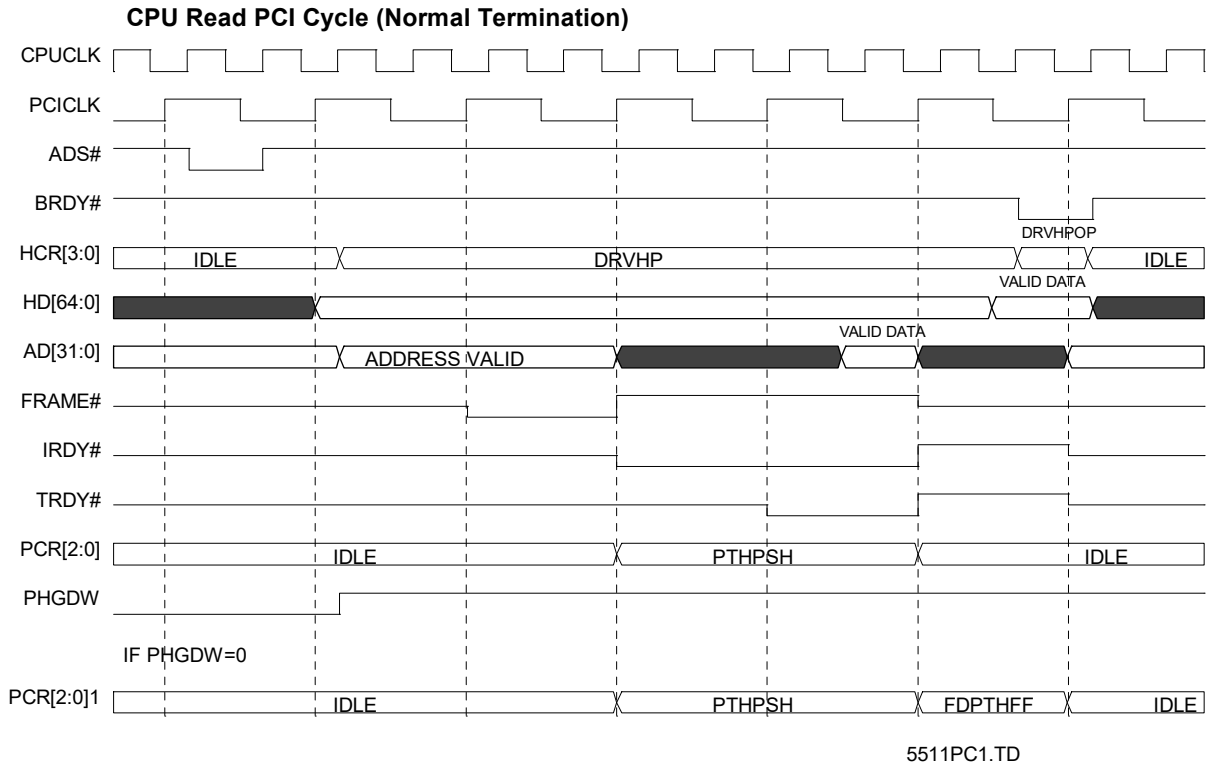 CPU Read PCI Cycle (Normal Termination)
CPUCLK
PCICLK
ADS#
BRDY#
DRVHPOP
HCR[3:0] IDLE DRVHP IDLE
VALID DATA
HD[64:0]
VALID DATA
AD[31:0] ADDRESS VALID
FRAME#
IRDY#
TRDY#
PCR[2:0] IDLE PTHPSH IDLE
PHGDW
IF PHGDW=0
PCR[2:0]1 IDLE PTHPSH FDPTHFF IDLE
5511PC1.TD